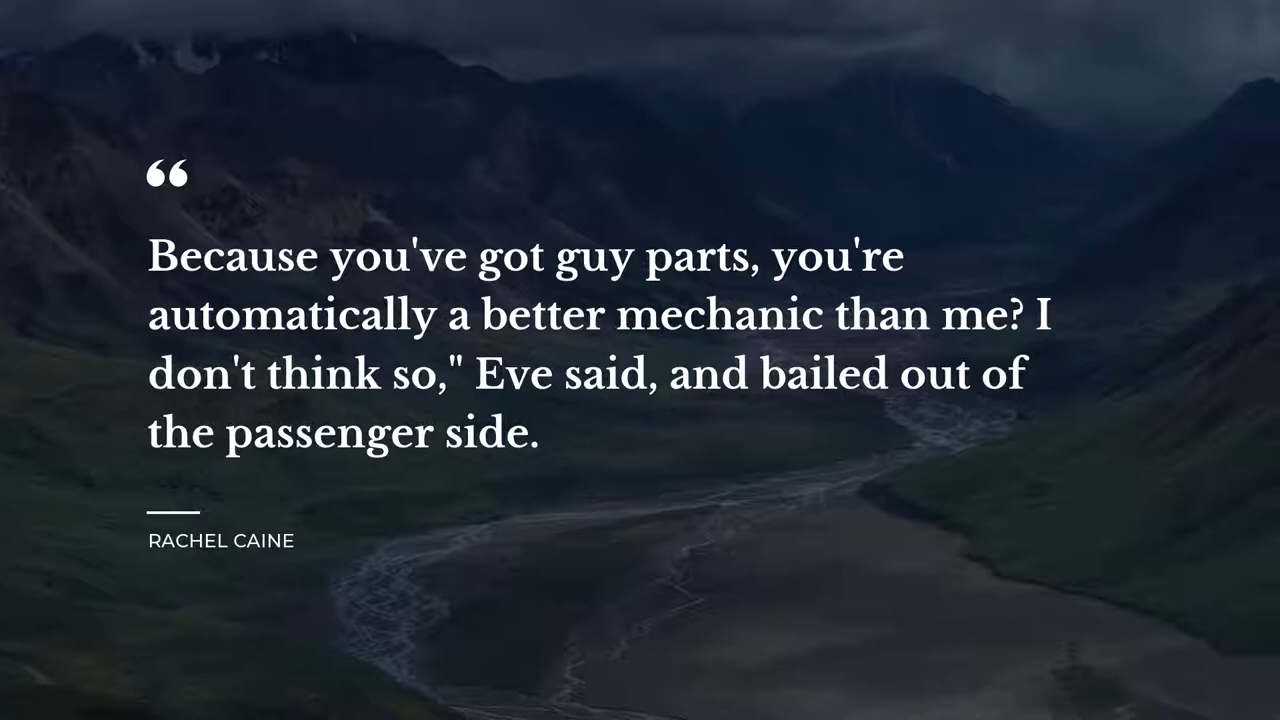 “
Because you've got guy parts, you're
automatically a better mechanic than me? I
don't think so," Eve said, and bailed out of
the passenger side.
RACHEL CAINE